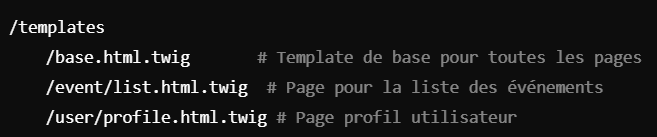 /templates
    /base.html.twig       # Template de base pour toutes les pages
    /event/list.html.twig  # Page pour la liste des événements
    /user/profile.html.twig # Page profil utilisateur